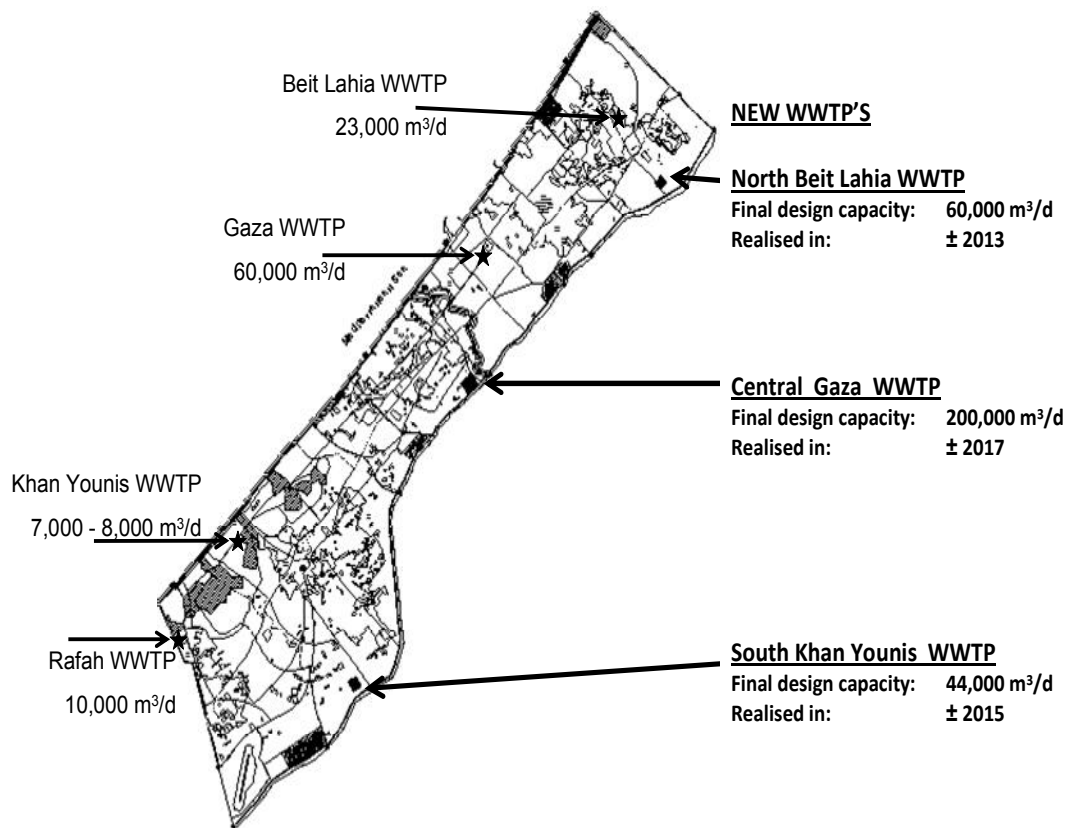 Beit Lahia WWTP
23,000 m³/d
Gaza WWTP
60,000 m³/d
Mediterranean Sea
Khan Younis WWTP
7,000 - 8,000 m³/d
Rafah WWTP
10,000 m³/d
NEW WWTP'S
North Beit Lahia WWTP
Final design capacity: 60,000 m³/d
Realised in: ± 2013
Central Gaza WWTP
Final design capacity: 200,000 m³/d
Realised in: ± 2017
South Khan Younis WWTP
Final design capacity: 44,000 m³/d
Realised in: ± 2015